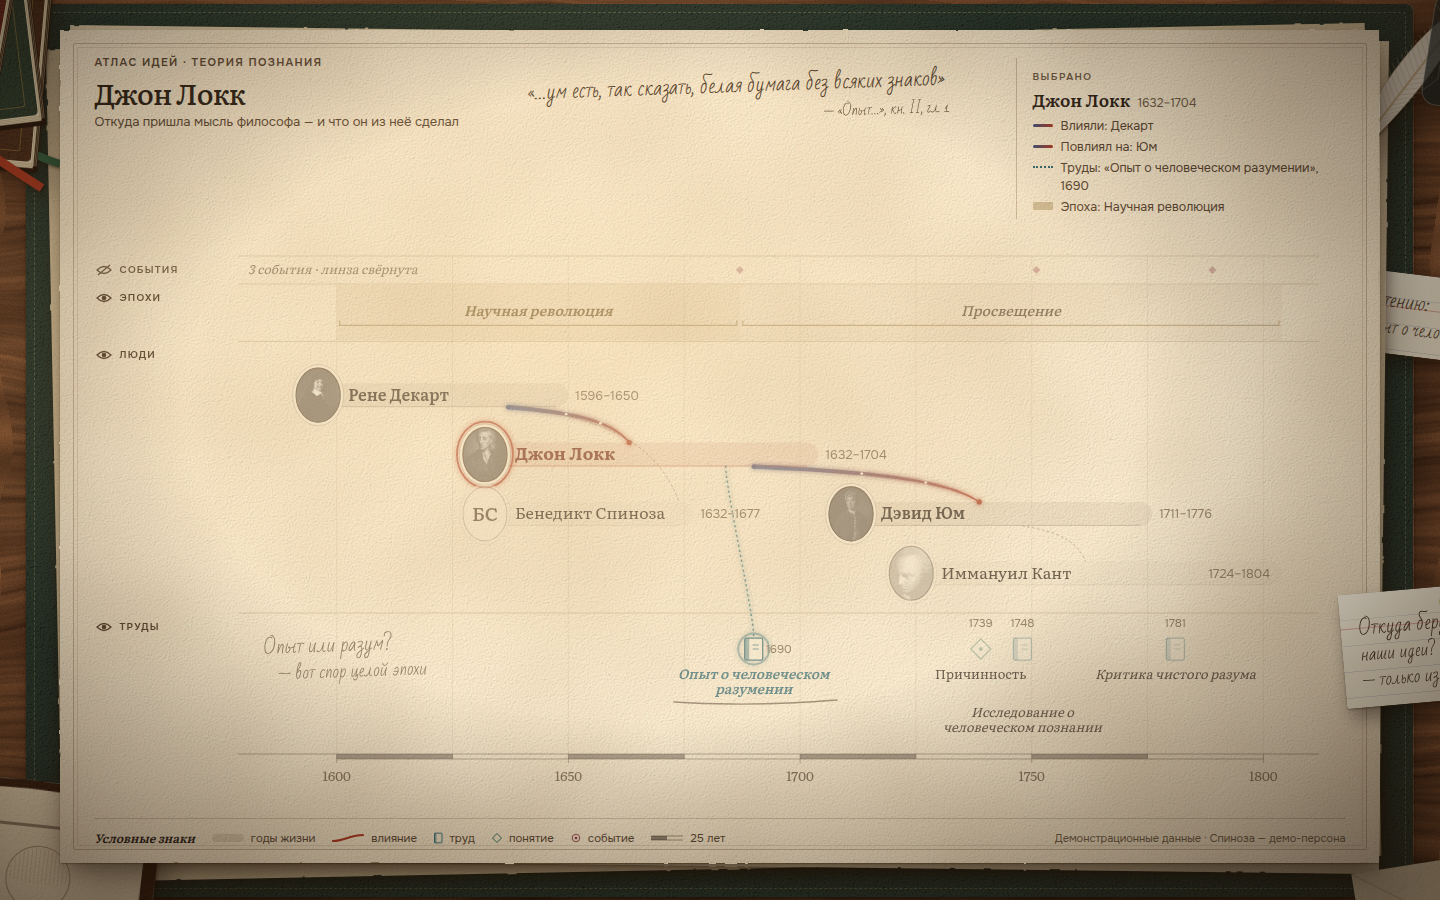 АТЛАС ИДЕЙ · ТЕОРИЯ ПОЗНАНИЯ
Джон Локк
Откуда пришла мысль философа — и что он из неё сделал
«...ум есть, так сказать, белая бумага без всяких знаков»
— «Опыт...», кн. II, гл 1
ВЫБРАНО
Джон Локк 1632–1704
Влияли: Декарт
Повлиял на: Юм
Труды: «Опыт о человеческом разумении»,
1690
Эпоха: Научная революция
СОБЫТИЯ
3 события · линза свёрнута
ЭПОХИ
Научная революция
Просвещение
ЛЮДИ
Рене Декарт 1596–1650
Джон Локк 1632–1704
БС Бенедикт Спиноза 1632–1677
Дэвид Юм 1711–1776
Иммануил Кант 1724–1804
ТРУДЫ
Опыт или разум?
— вот спор целой эпохи
1690
Опыт о человеческом
разумении
1739
Причинность
1748
Исследование о
человеческом познании
1781
Критика чистого разума
1600 1650 1700 1750 1800
Условные знаки годы жизни влияние труд понятие событие 25 лет
Демонстрационные данные · Спиноза — демо-персона
тению:
нт о чело
Откуда бер
наши идеи?
— только из